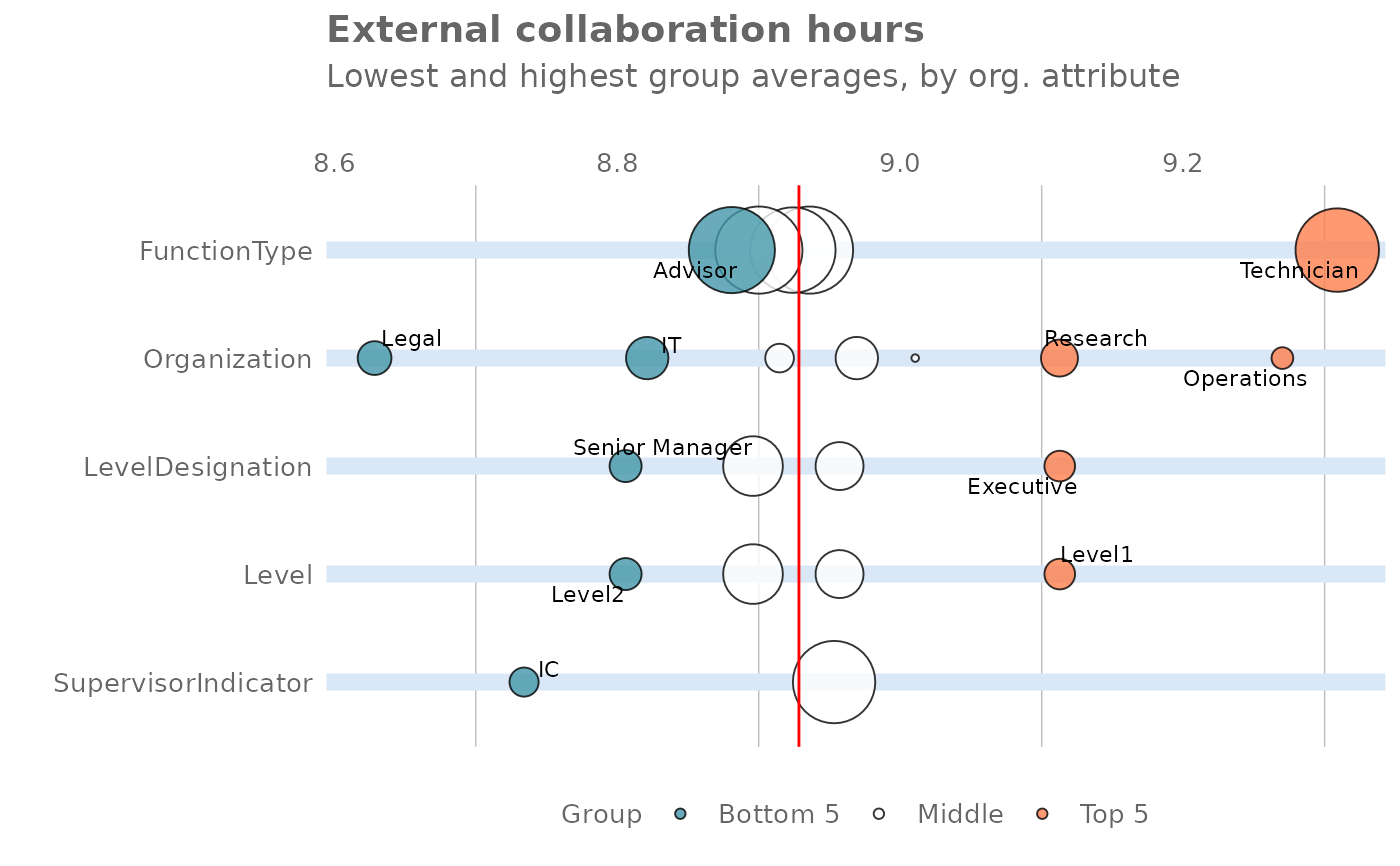 External collaboration hours
Lowest and highest group averages, by org. attribute
8.6 8.8 9.0 9.2
FunctionType
Advisor Technician
Legal IT Research
Organization
Operations
Senior Manager
LevelDesignation
Executive
Level1
Level
Level2
IC
SupervisorIndicator
Group Bottom 5 Middle Top 5